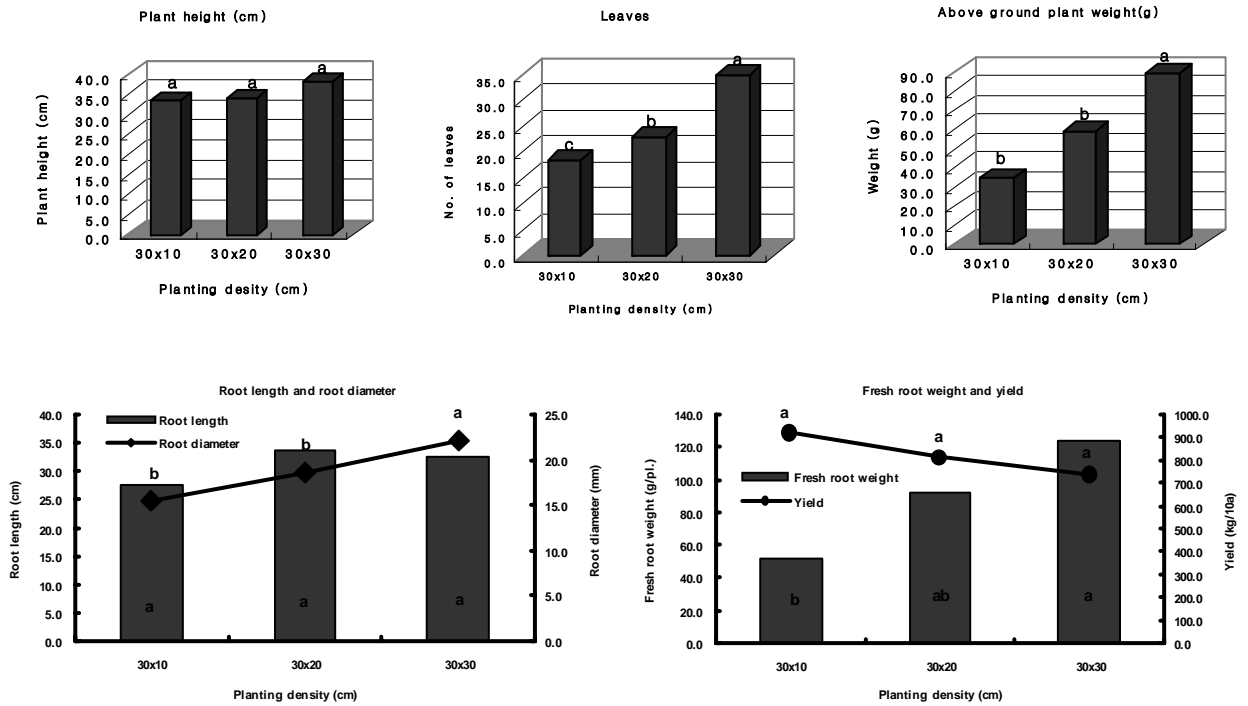 Plant height (cm)
Plant height (cm)
40.0
35.0
30.0
25.0
20.0
15.0
10.0
5.0
0.0
a
a
a
30x10
30x20
30x30
Planting desity (cm)
Leaves
No. of leaves
35.0
30.0
25.0
20.0
15.0
10.0
5.0
0.0
c
b
a
30x10
30x20
30x30
Planting density (cm)
Above ground plant weight(g)
Weight (g)
90.0
80.0
70.0
60.0
50.0
40.0
30.0
20.0
10.0
0.0
b
b
a
30x10
30x20
30x30
Planting density (cm)
Root length and root diameter
Root length (cm)
40.0
35.0
30.0
25.0
20.0
15.0
10.0
5.0
0.0
Root length
Root diameter
b
b
a
a
a
a
25.0
20.0
15.0
10.0
5.0
0.0
Root diameter (mm)
30x10
30x20
30x30
Planting density (cm)
Fresh root weight and yield
Fresh root weight (g/pl.)
140.0
120.0
100.0
80.0
60.0
40.0
20.0
0.0
Fresh root weight
Yield
a
a
a
b
ab
a
1000.0
900.0
800.0
700.0
600.0
500.0
400.0
300.0
200.0
100.0
0.0
Yield (kg/10a)
30x10
30x20
30x30
Planting density (cm)